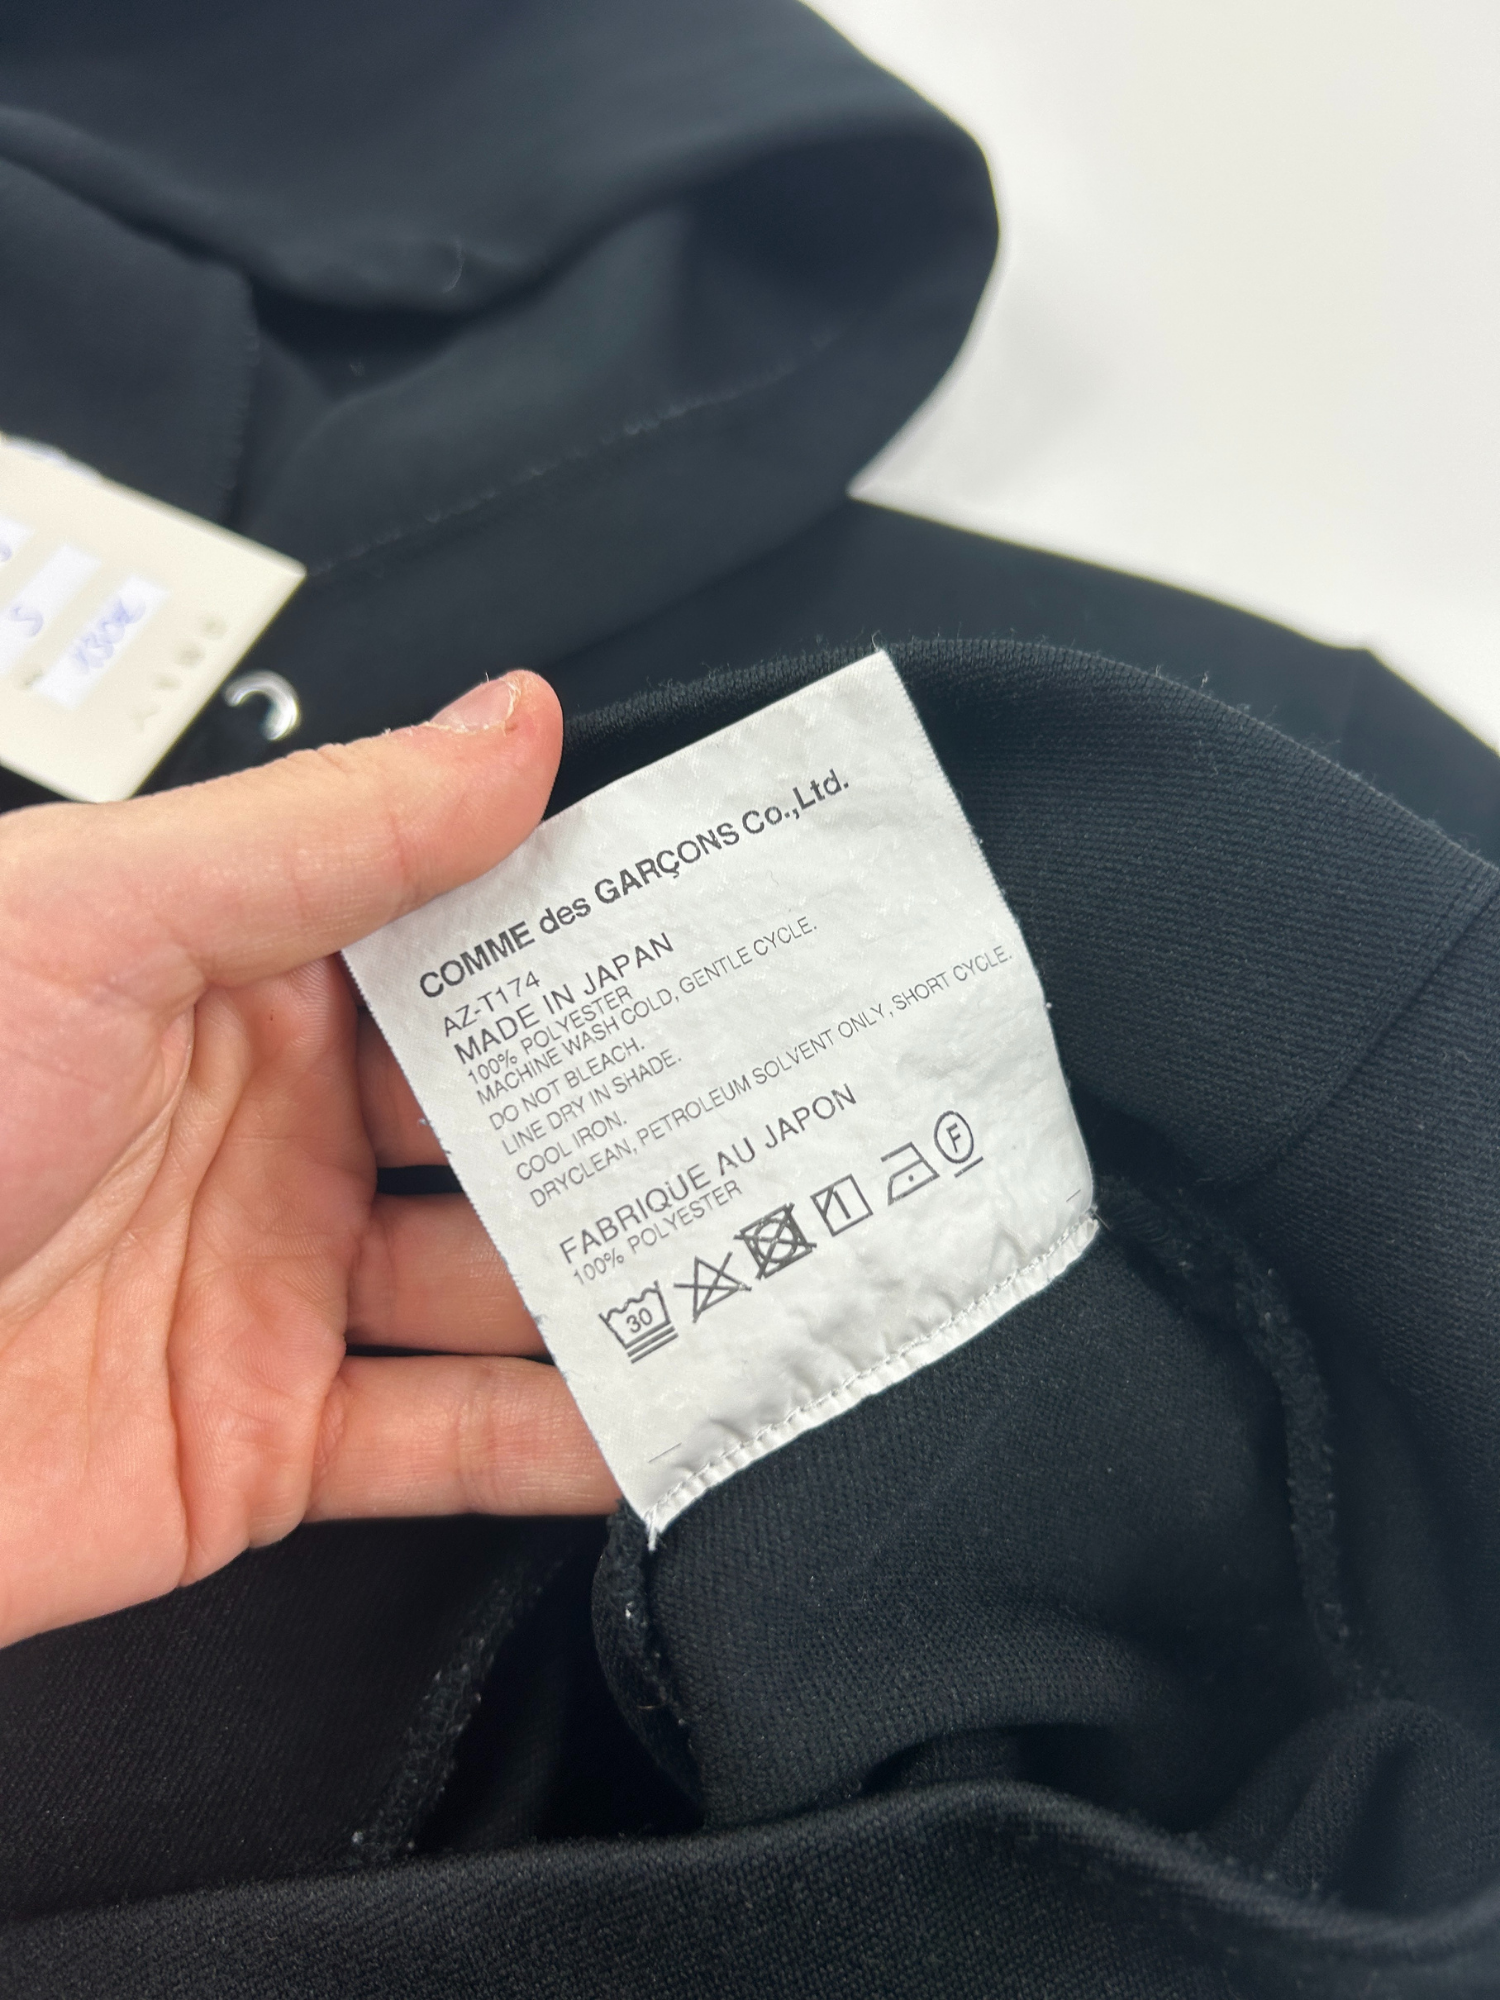 COMME des GARÇONS Co.,Ltd.
AZ-T174
MADE IN JAPAN
100% POLYESTER
MACHINE WASH COLD, GENTLE CYCLE.
DO NOT BLEACH.
LINE DRY IN SHADE.
COOL IRON.
DRYCLEAN, PETROLEUM SOLVENT ONLY, SHORT CYCLE.
FABRIQUE AU JAPON
100% POLYESTER
30
F
S